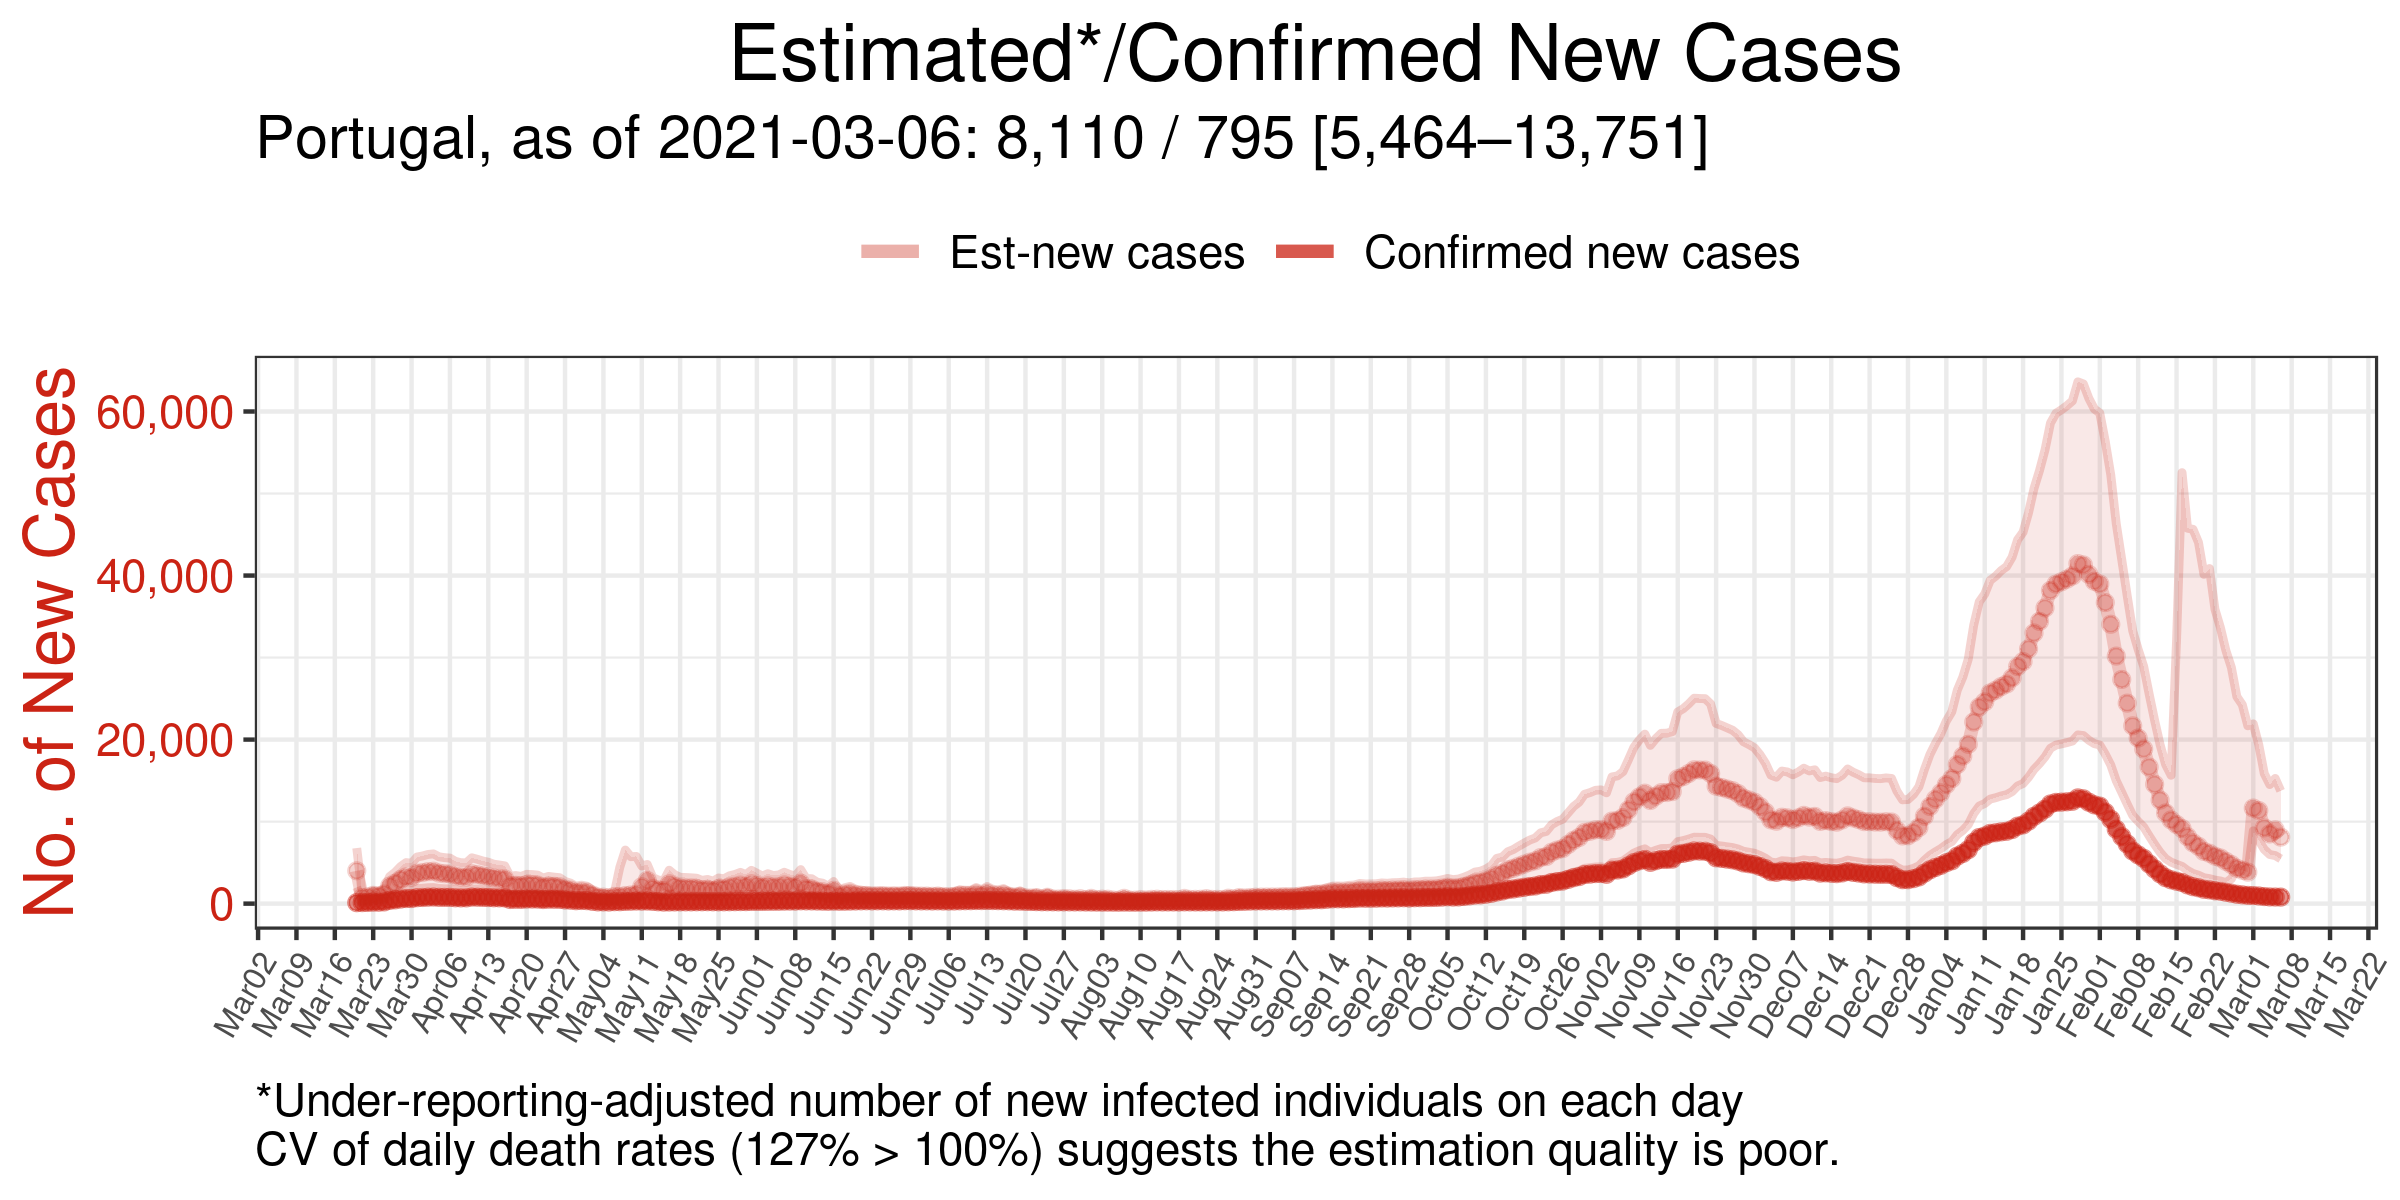 Estimated*/Confirmed New Cases
Portugal, as of 2021-03-06: 8,110 / 795 [5,464–13,751]
Est-new cases Confirmed new cases
No. of New Cases
60,000
40,000
20,000
0
Mar02 Mar09 Mar16 Mar23 Mar30 Apr06 Apr13 Apr20 Apr27 May04 May11 May18 May25 Jun01 Jun08 Jun15 Jun22 Jun29 Jul06 Jul13 Jul20 Jul27 Aug03 Aug10 Aug17 Aug24 Aug31 Sep07 Sep14 Sep21 Sep28 Oct05 Oct12 Oct19 Oct26 Nov02 Nov09 Nov16 Nov23 Nov30 Dec07 Dec14 Dec21 Dec28 Jan04 Jan11 Jan18 Jan25 Feb01 Feb08 Feb15 Feb22 Mar01 Mar08 Mar15 Mar22
*Under-reporting-adjusted number of new infected individuals on each day
CV of daily death rates (127% > 100%) suggests the estimation quality is poor.